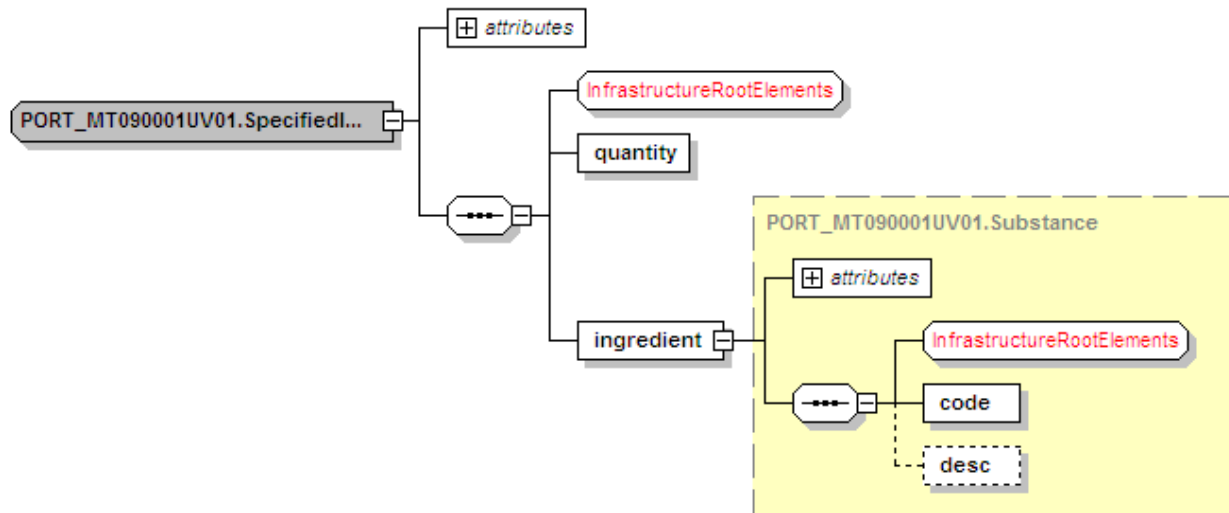 attributes
InfrastructureRootElements
PORT_MT090001UV01.SpecifiedI...
quantity
PORT_MT090001UV01.Substance
attributes
ingredient
InfrastructureRootElements
code
desc